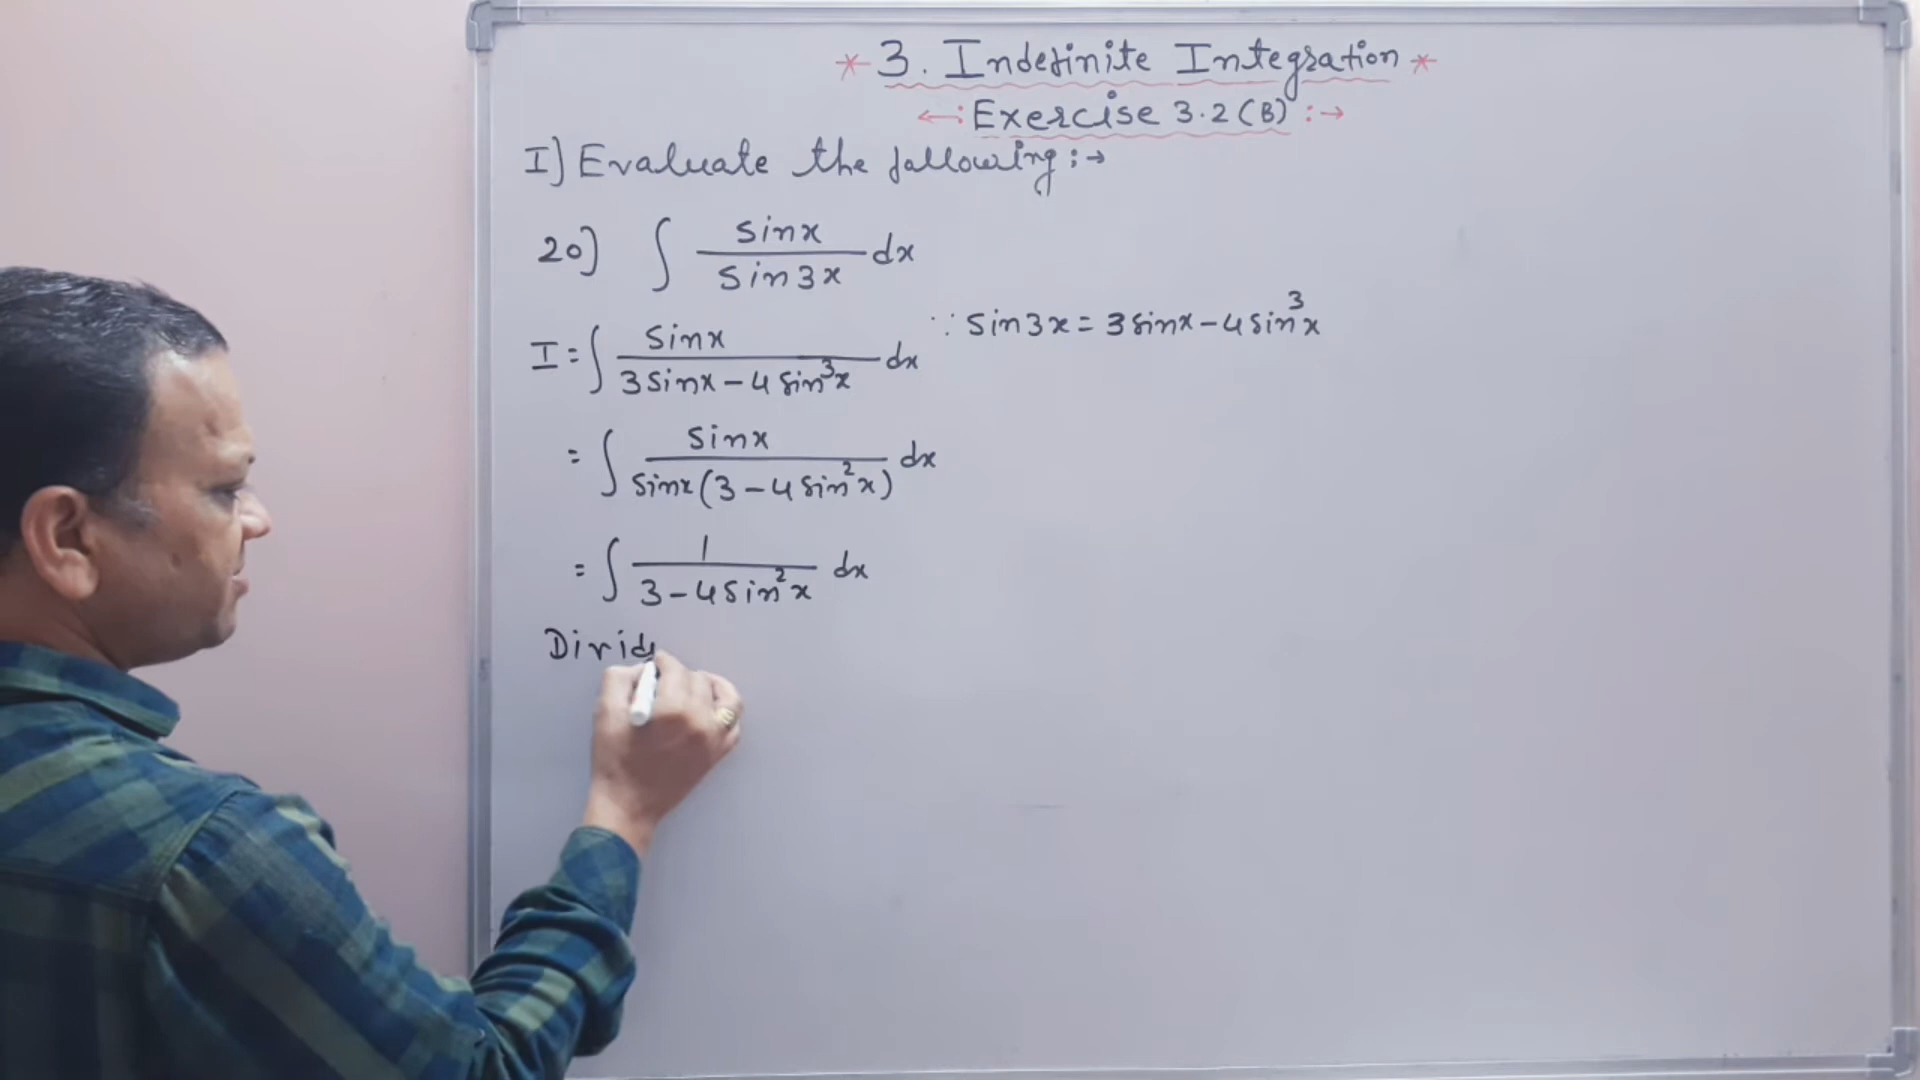 * 3. Indefinite Integration *
←: Exercise 3.2 (B) :→
I] Evaluate the following :→
20] ∫ sinx / sin3x dx
I = ∫ sinx / 3sinx − 4sin³x dx ∵ sin3x = 3sinx − 4sin³x
= ∫ sinx / sinx(3 − 4sin²x) dx
= ∫ 1 / 3 − 4sin²x dx
Divid